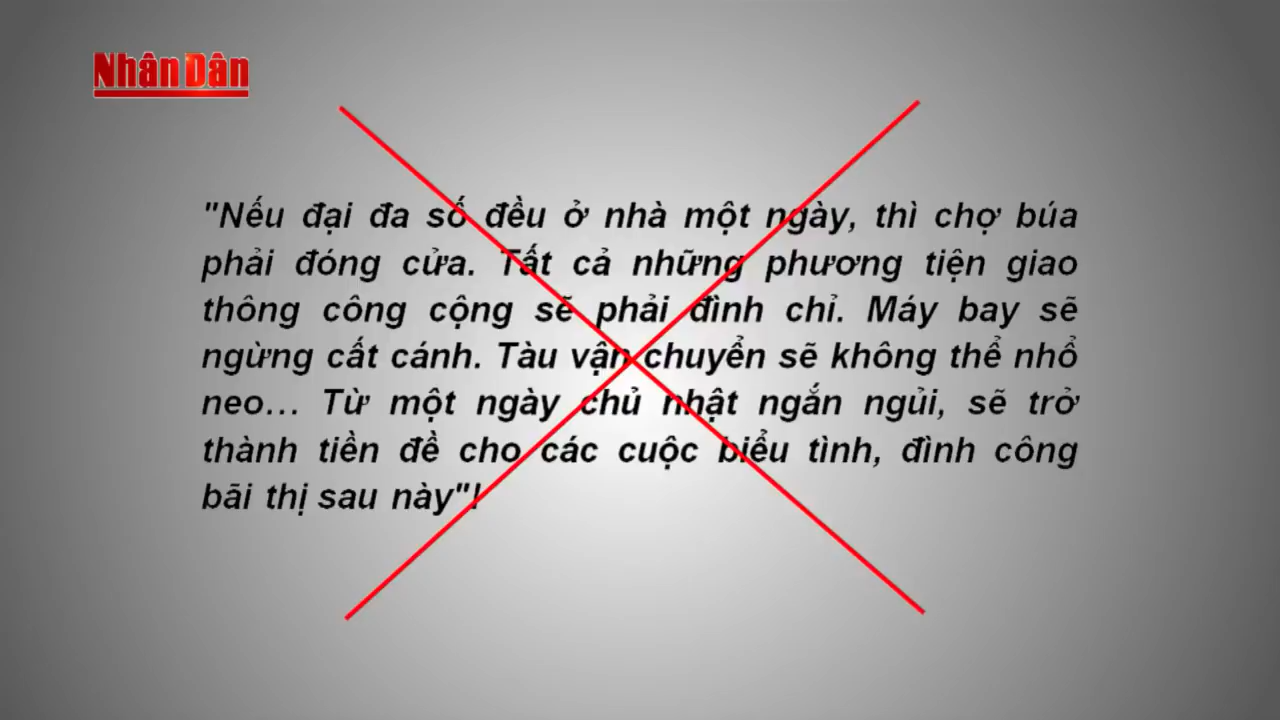 Nhân Dân
"Nếu đại đa số đều ở nhà một ngày, thì chợ búa
phải đóng cửa. Tất cả những phương tiện giao
thông công cộng sẽ phải đình chỉ. Máy bay sẽ
ngừng cất cánh. Tàu vận chuyển sẽ không thể nhổ
neo... Từ một ngày chủ nhật ngắn ngủi, sẽ trở
thành tiền đề cho các cuộc biểu tình, đình công
bãi thị sau này"!